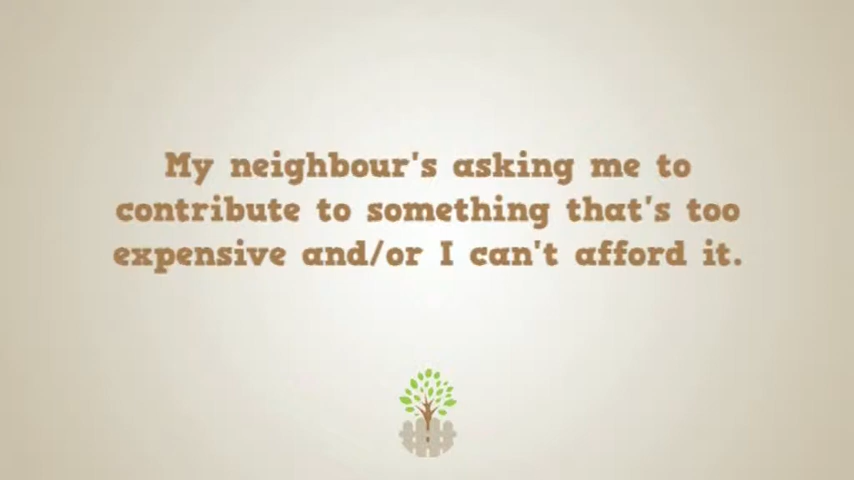 My neighbour's asking me to
contribute to something that's too
expensive and/or I can't afford it.